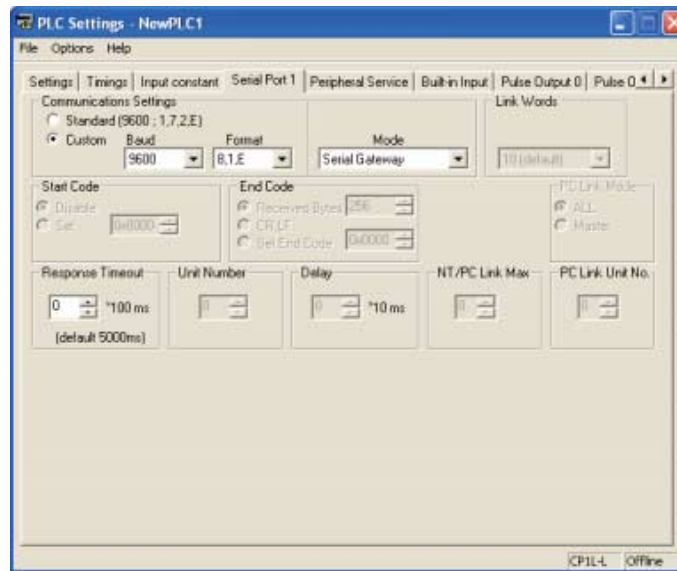 PLC Settings - NewPLC1
File Options Help
Settings Timings Input constant Serial Port 1 Peripheral Service Built-in Input Pulse Output 0 Pulse O
Communications Settings Link Words
Standard (9600 ; 1,7,2,E)
Custom Baud Format Mode
9600 8,1,E Serial Gateway 10 (default)
Start Code End Code PC Link Mode
Disable Received Bytes 256 ALL
Set 0x0000 CR,LF Master
Set End Code 0x0000
Response Timeout Unit Number Delay NT/PC Link Max PC Link Unit No.
0 *100 ms 0 0 *10 ms 0 0
(default 5000ms)
CP1L-L Offline